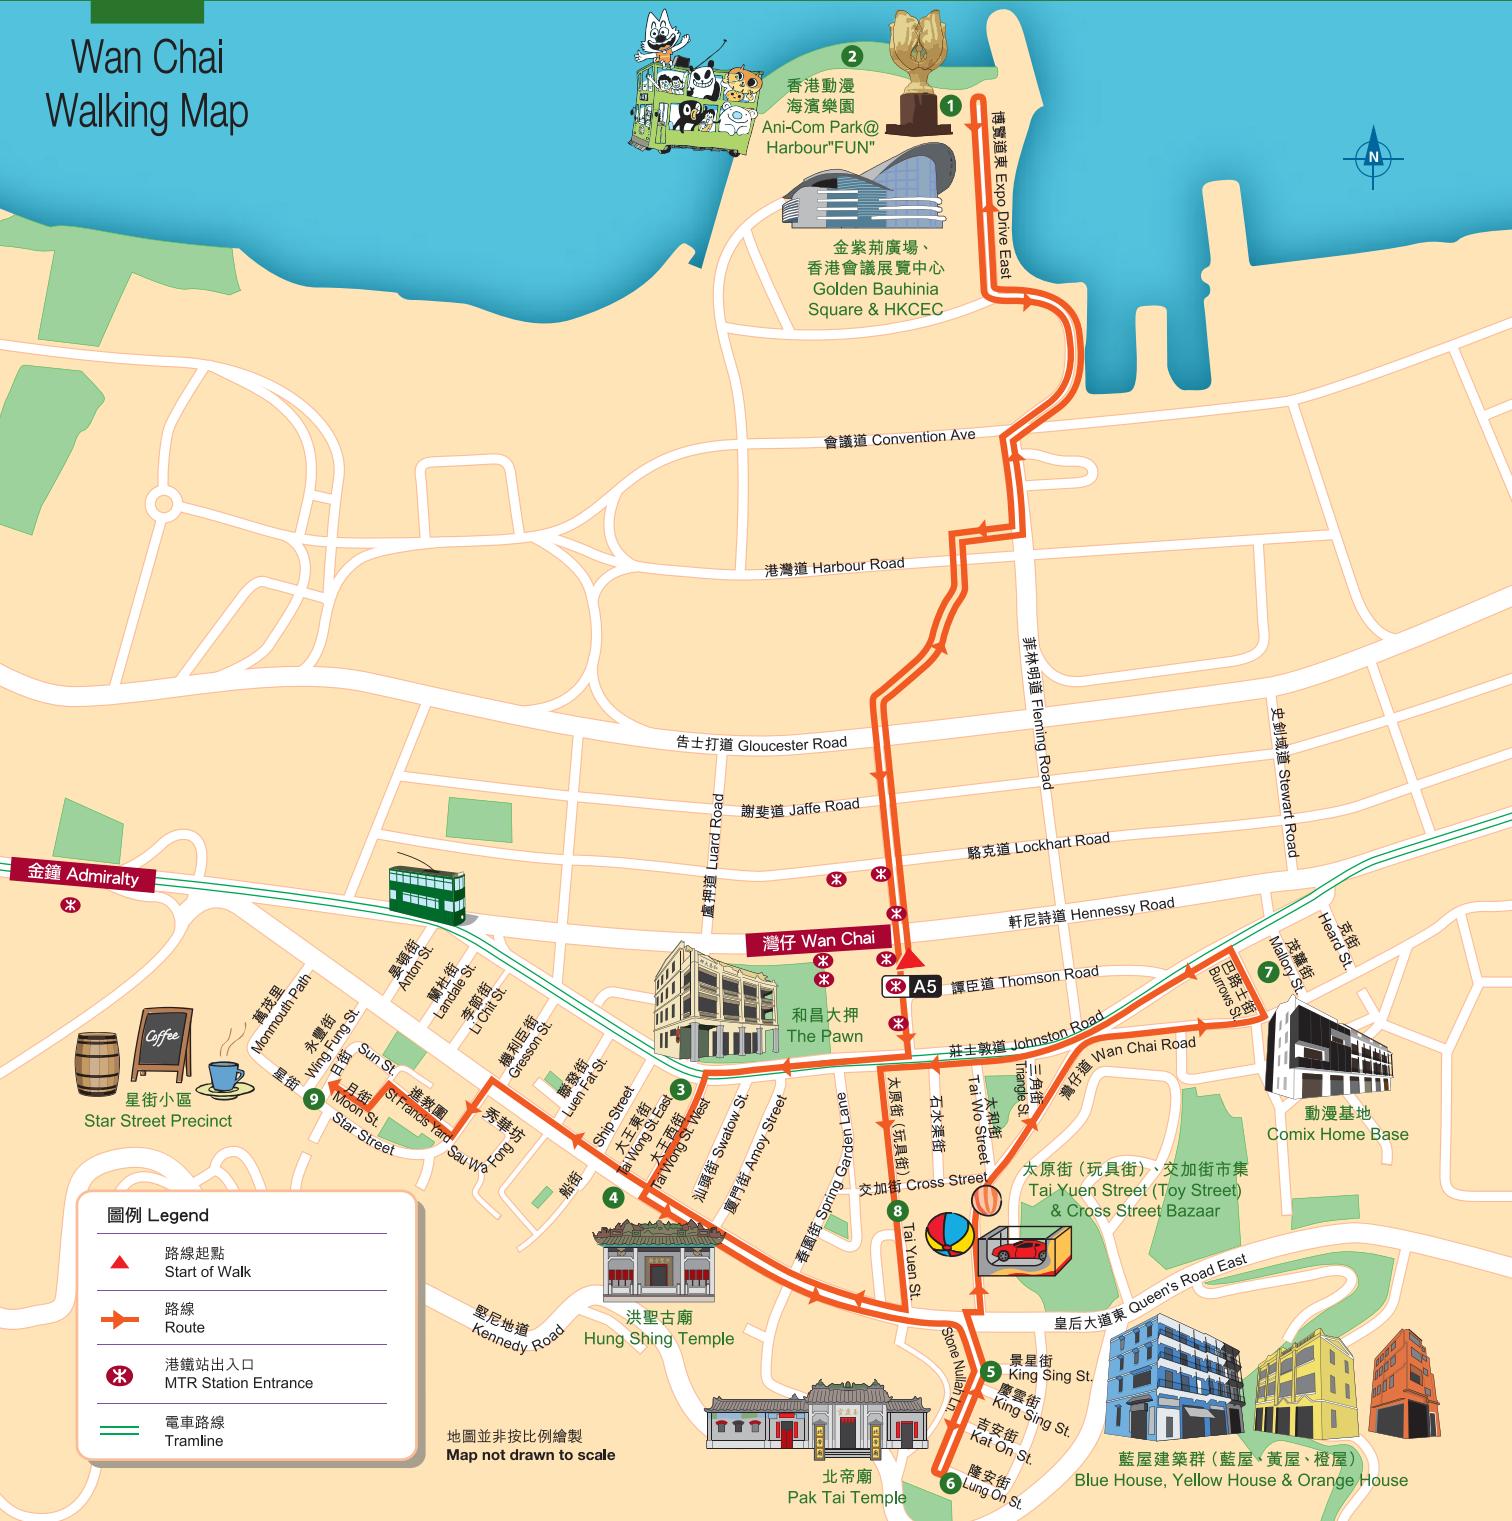 Wan Chai
Walking Map
2
香港動漫
海濱樂園
Ani-Com Park@
Harbour"FUN"
1
博覽道東 Expo Drive East
N
金紫荊廣場、
香港會議展覽中心
Golden Bauhinia
Square & HKCEC
會議道 Convention Ave
港灣道 Harbour Road
菲林明道 Fleming Road
告士打道 Gloucester Road
史釗域道 Stewart Road
謝斐道 Jaffe Road
盧押道 Luard Road
駱克道 Lockhart Road
金鐘 Admiralty
軒尼詩道 Hennessy Road
灣仔 Wan Chai
A5
譚臣道 Thomson Road
克街
Heard St.
茂蘿街
Mallory St.
7
巴路士街
Burrows St.
晏頓街
Anton St.
蘭杜街
Landale St.
李節街
Li Chit St.
機利臣街
Gresson St.
聯發街
Luen Fat St.
萬茂里
Monmouth Path
永豐街
Wing Fung St.
日街
Sun St.
星街
9
月街
Moon St.
Star Street
進教圍
St Francis Yard
秀華坊
Sau Wa Fong
Coffee
星街小區
Star Street Precinct
和昌大押
The Pawn
莊士敦道 Johnston Road
灣仔道 Wan Chai Road
3
船街
Ship Street
大王東街
Tai Wong St. East
大王西街
Tai Wong St. West
汕頭街 Swatow St.
廈門街 Amoy Street
春園街 Spring Garden Lane
太原街（玩具街）
Tai Yuen St.
石水渠街
太和街
Tai Wo Street
三角街
Triangle St.
交加街 Cross Street
動漫基地
Comix Home Base
太原街（玩具街）、交加街市集
Tai Yuen Street (Toy Street)
& Cross Street Bazaar
4
8
洪聖古廟
Hung Shing Temple
堅尼地道
Kennedy Road
皇后大道東 Queen's Road East
Stone Nullah Ln.
5
景星街
King Sing St.
慶雲街
King Sing St.
吉安街
Kat On St.
隆安街
Lung On St.
6
北帝廟
Pak Tai Temple
藍屋建築群（藍屋、黃屋、橙屋）
Blue House, Yellow House & Orange House
圖例 Legend
路線起點
Start of Walk
路線
Route
港鐵站出入口
MTR Station Entrance
電車路線
Tramline
地圖並非按比例繪製
Map not drawn to scale